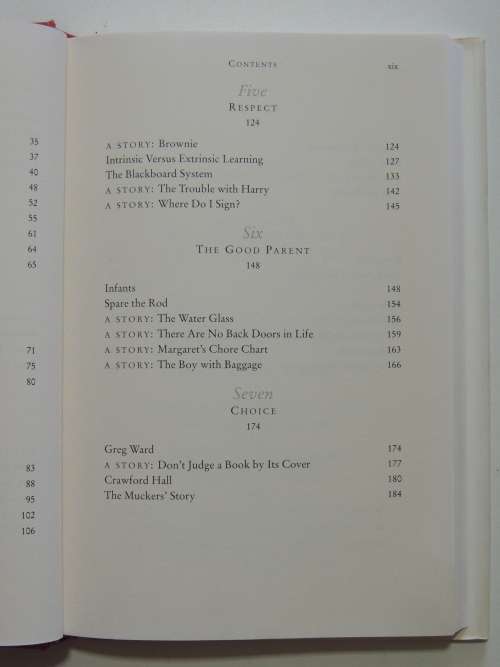 35
37
40
48
52
55
61
64
65
71
75
80
83
88
95
102
106
CONTENTS xix
Five
RESPECT
124
A STORY: Brownie 124
Intrinsic Versus Extrinsic Learning 127
The Blackboard System 133
A STORY: The Trouble with Harry 142
A STORY: Where Do I Sign? 145
Six
THE GOOD PARENT
148
Infants 148
Spare the Rod 154
A STORY: The Water Glass 156
A STORY: There Are No Back Doors in Life 159
A STORY: Margaret's Chore Chart 163
A STORY: The Boy with Baggage 166
Seven
CHOICE
174
Greg Ward 174
A STORY: Don't Judge a Book by Its Cover 177
Crawford Hall 180
The Muckers' Story 184